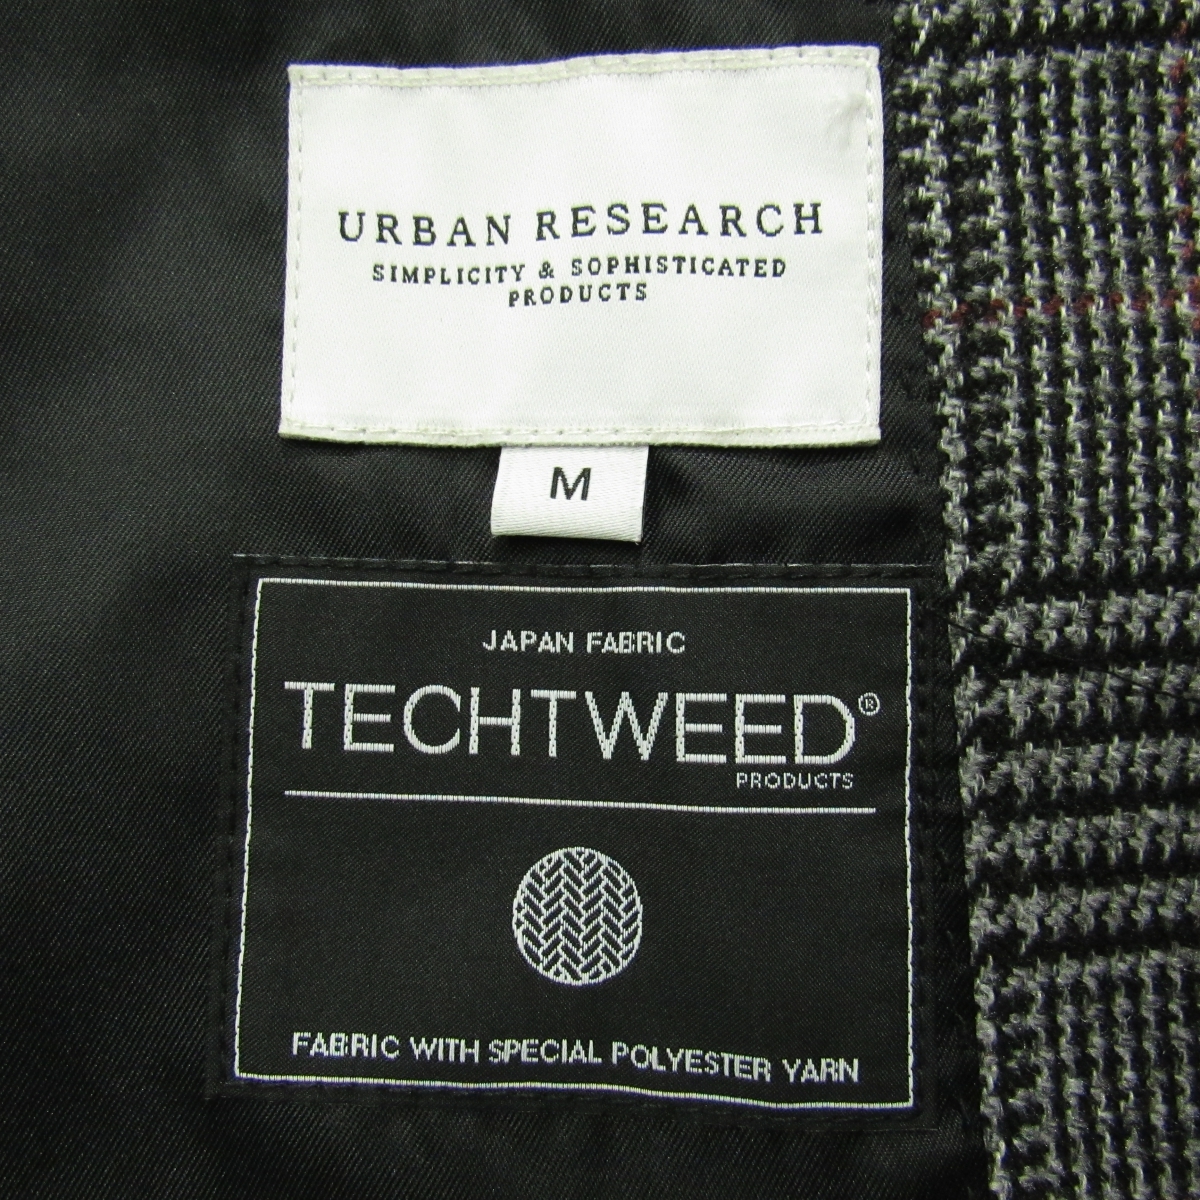 URBAN RESEARCH
SIMPLICITY & SOPHISTICATED
PRODUCTS
M
JAPAN FABRIC
TECHTWEED®
PRODUCTS
FABRIC WITH SPECIAL POLYESTER YARN